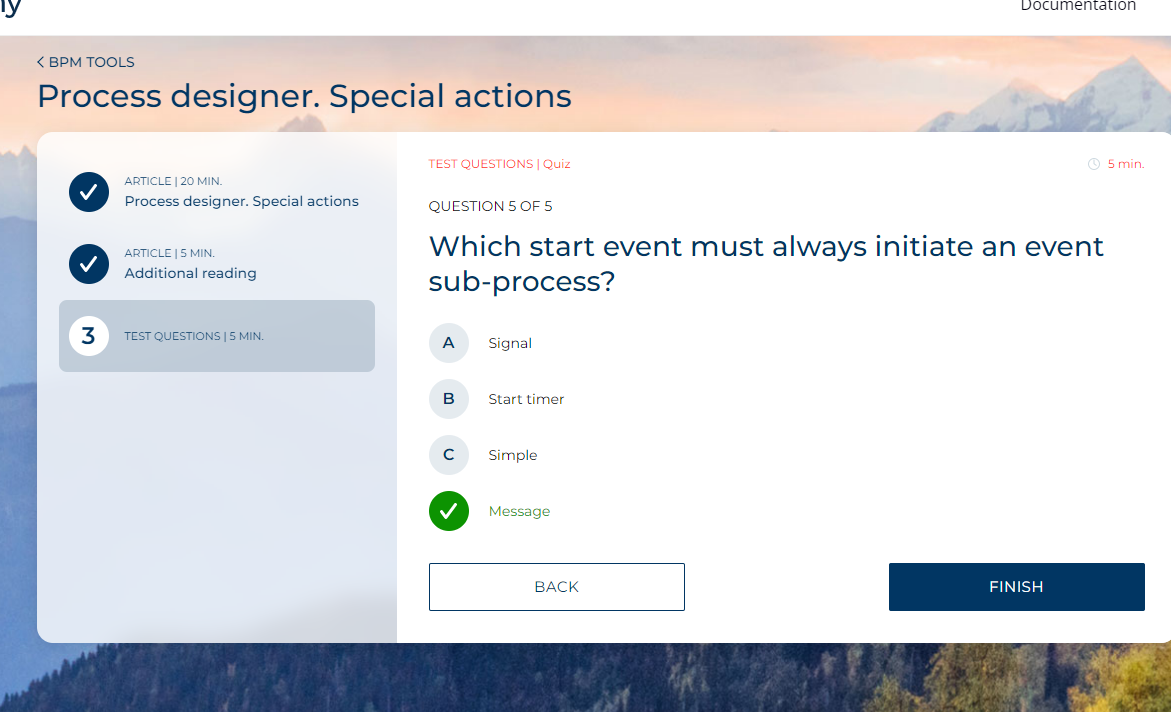 Documentation
BPM TOOLS
Process designer. Special actions
ARTICLE | 20 MIN.
Process designer. Special actions
ARTICLE | 5 MIN.
Additional reading
3
TEST QUESTIONS | 5 MIN.
TEST QUESTIONS | Quiz
5 min.
QUESTION 5 OF 5
Which start event must always initiate an event
sub-process?
A Signal
B Start timer
C Simple
Message
BACK
FINISH